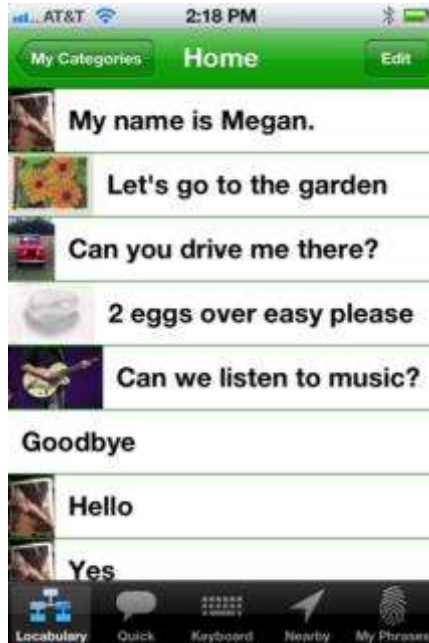 AT&T 2:18 PM
My Categories Home Edit
My name is Megan.
Let's go to the garden
Can you drive me there?
2 eggs over easy please
Can we listen to music?
Goodbye
Hello
Yes
Locabulary Quick Keyboard Nearby My Phrases